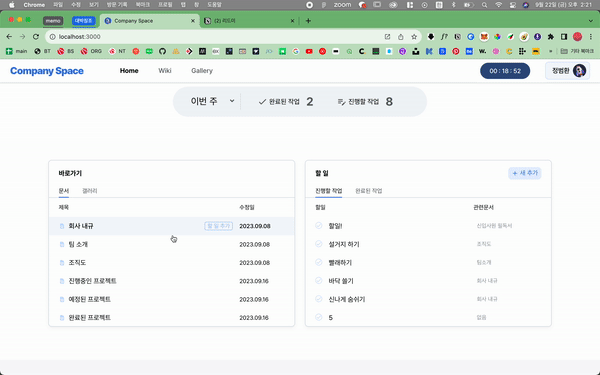 Chrome 파일 수정 보기 방문 기록 북마크 프로필 탭 창 도움말 zoom 9월 22일 (금) 오후 2:21
memo 대박멀포 Company Space (2) 리드미
localhost:3000
main BT BS DRG NT 기타 북마크
Company Space Home Wiki Gallery 00 : 18 : 52 정범환
이번 주 완료된 작업 2 진행할 작업 8
바로가기
문서 갤러리
제목 수정일
회사 내규 할 일 추가 2023.09.08
팀 소개 2023.09.08
조직도 2023.09.08
진행중인 프로젝트 2023.09.16
예정된 프로젝트 2023.09.16
완료된 프로젝트 2023.09.16
할 일 + 새 추가
진행할 작업 완료된 작업
할일 관련문서
할일! 신입사원 필독서
설거지 하기 조직도
빨래하기 팀소개
바닥 쓸기 회사 내규
신나게 숨쉬기 회사 내규
5 없음